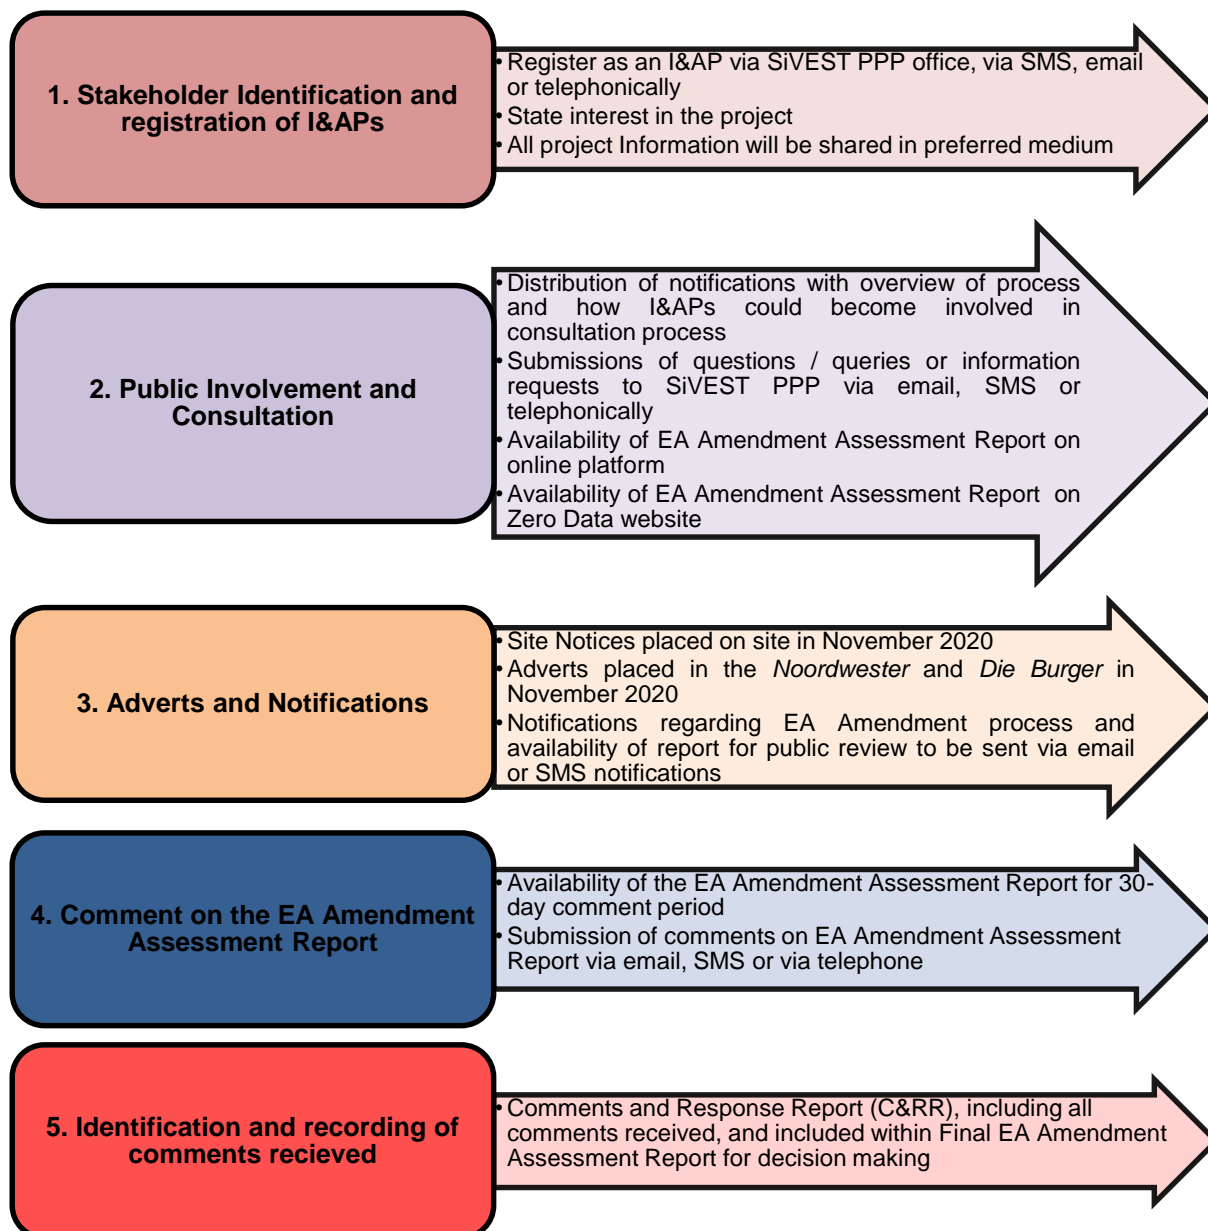 1. Stakeholder Identification and
registration of I&APs
• Register as an I&AP via SiVEST PPP office, via SMS, email
or telephonically
• State interest in the project
• All project Information will be shared in preferred medium
2. Public Involvement and
Consultation
• Distribution of notifications with overview of process
and how I&APs could become involved in
consultation process
• Submissions of questions / queries or information
requests to SiVEST PPP via email, SMS or
telephonically
• Availability of EA Amendment Assessment Report on
online platform
• Availability of EA Amendment Assessment Report on
Zero Data website
3. Adverts and Notifications
• Site Notices placed on site in November 2020
• Adverts placed in the Noordwester and Die Burger in
November 2020
• Notifications regarding EA Amendment process and
availability of report for public review to be sent via email
or SMS notifications
4. Comment on the EA Amendment
Assessment Report
• Availability of the EA Amendment Assessment Report for 30-
day comment period
• Submission of comments on EA Amendment Assessment
Report via email, SMS or via telephone
5. Identification and recording of
comments recieved
• Comments and Response Report (C&RR), including all
comments received, and included within Final EA Amendment
Assessment Report for decision making